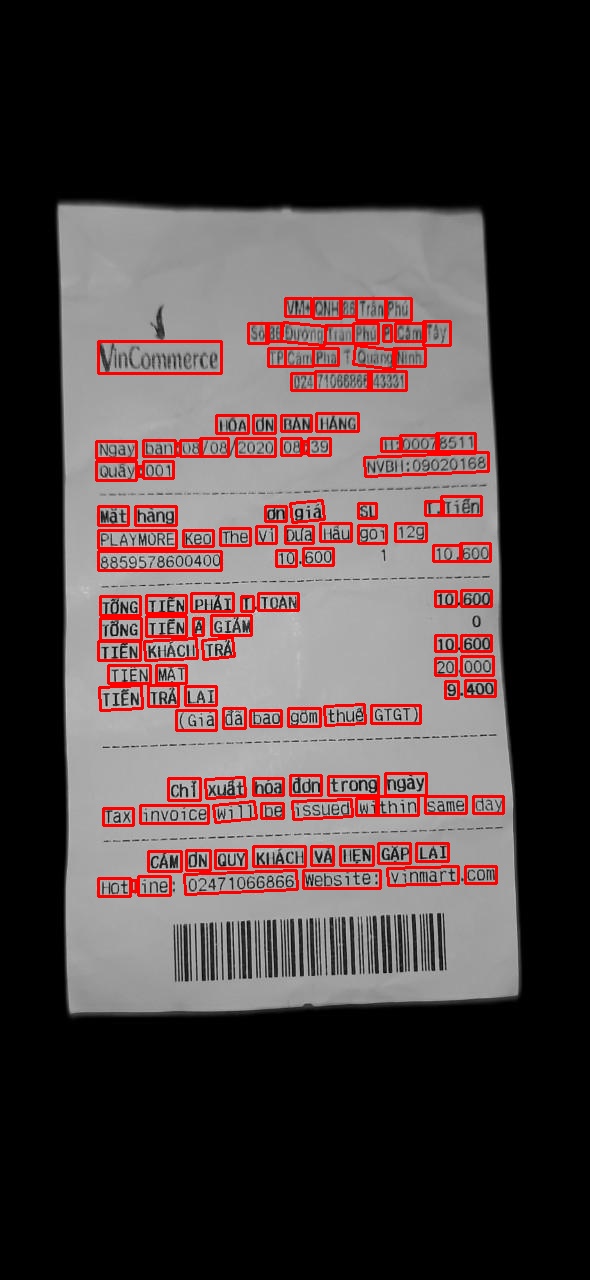 VM+ QNH 86 Trần Phú
Số 86 Đường Trần Phú P Cẩm Tây
VinCommerce
TP Cẩm Phả T.Quảng Ninh
024 71066866 43331
HÓA ĐƠN BÁN HÀNG
Ngày bán:08/08/2020 08:39
HĐ:00078511
Quầy:001
NVBH:09020168
Mặt hàng Đơn giá SL T.Tiền
PLAYMORE Kẹo The Vị Dưa Hấu gói 12g
8859578600400 10.600 1 10.600
TỔNG TIỀN PHẢI T.TOÁN 10.600
TỔNG TIỀN ĐÃ GIẢM 0
TIỀN KHÁCH TRẢ 10.600
TIỀN MẶT 20.000
TIỀN TRẢ LẠI 9.400
(Giá đã bao gồm thuế GTGT)
Chỉ xuất hóa đơn trong ngày
Tax invoice will be issued within same day
CẢM ƠN QUÝ KHÁCH VÀ HẸN GẶP LẠI
Hotline: 02471066866 Website: vinmart.com